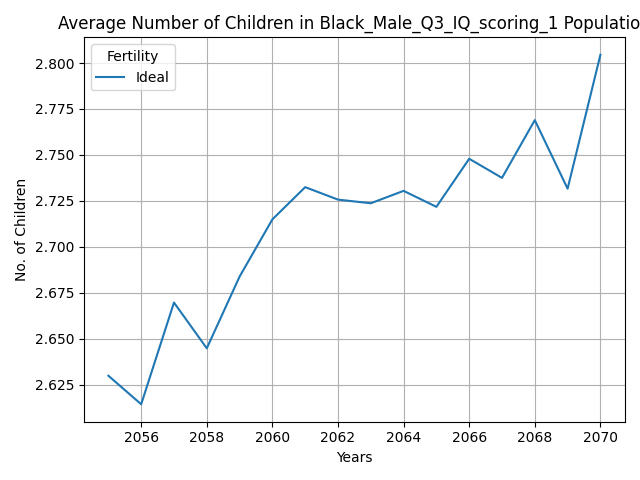 Average Number of Children in Black_Male_Q3_IQ_scoring_1 Populatio
Fertility
Ideal
2.800
2.775
2.750
2.725
2.700
2.675
2.650
2.625
No. of Children
2056 2058 2060 2062 2064 2066 2068 2070
Years